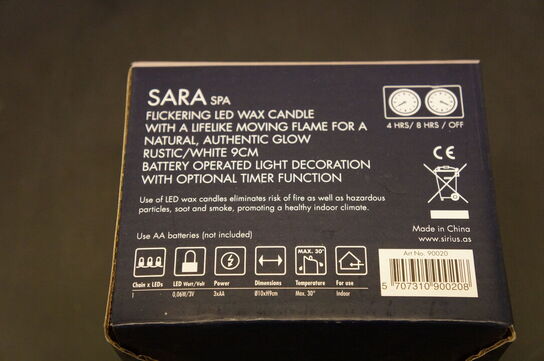 SARA SPA
FLICKERING LED WAX CANDLE
WITH A LIFELIKE MOVING FLAME FOR A
NATURAL, AUTHENTIC GLOW
RUSTIC/WHITE 9CM
BATTERY OPERATED LIGHT DECORATION
WITH OPTIONAL TIMER FUNCTION
4 HRS/ 8 HRS / OFF
CE
Use of LED wax candles eliminates risk of fire as well as hazardous
particles, soot and smoke, promoting a healthy indoor climate.
Use AA batteries (not included)
Made in China
www.sirius.as
Art No. 90020
5 707310 900208
MAX. 30°
Chain x LEDs LED Watt/Volt Power Dimensions Temperature For use
1 0,06W/3V 3xAA Ø10xH9cm Max. 30° Indoor